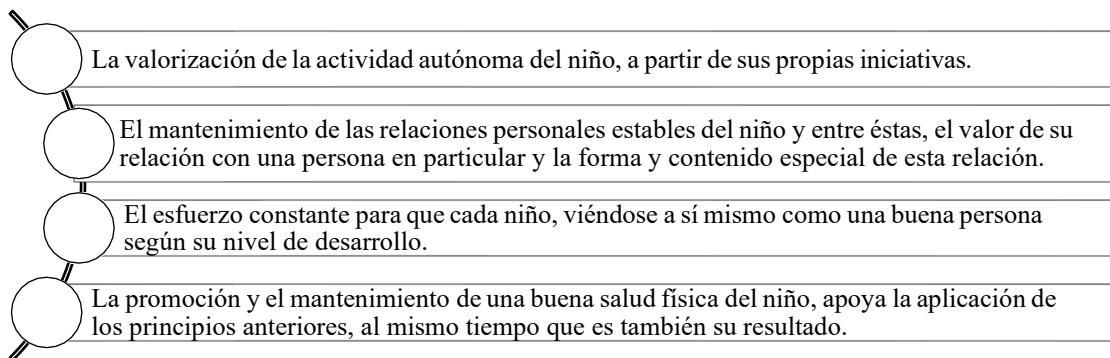 La valorización de la actividad autónoma del niño, a partir de sus propias iniciativas.
El mantenimiento de las relaciones personales estables del niño y entre éstas, el valor de su
relación con una persona en particular y la forma y contenido especial de esta relación.
El esfuerzo constante para que cada niño, viéndose a sí mismo como una buena persona
según su nivel de desarrollo.
La promoción y el mantenimiento de una buena salud física del niño, apoya la aplicación de
los principios anteriores, al mismo tiempo que es también su resultado.